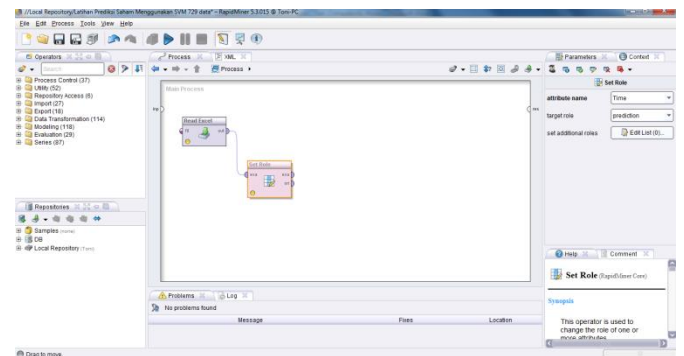 //Local Repository/Latihan Prediksi Saham Menggunakan SVM 729 data* – RapidMiner 5.3.015 @ Toni-PC
File Edit Process Tools View Help
Operators
Process
XML
Parameters
Context
Process
Process Control (37)
Utility (52)
Repository Access (6)
Import (27)
Export (18)
Data Transformation (114)
Modeling (118)
Evaluation (29)
Series (87)
Main Process
Read Excel
Set Role
Set Role
attribute name Time
target role prediction
set additional roles Edit List (0)...
Repositories
Samples (none)
DB
Local Repository (Toni)
Problems Log
No problems found
Message Fixes Location
Help Comment
Set Role (RapidMiner Core)
Synopsis
This operator is used to
change the role of one or
more attributes
Drag to move.